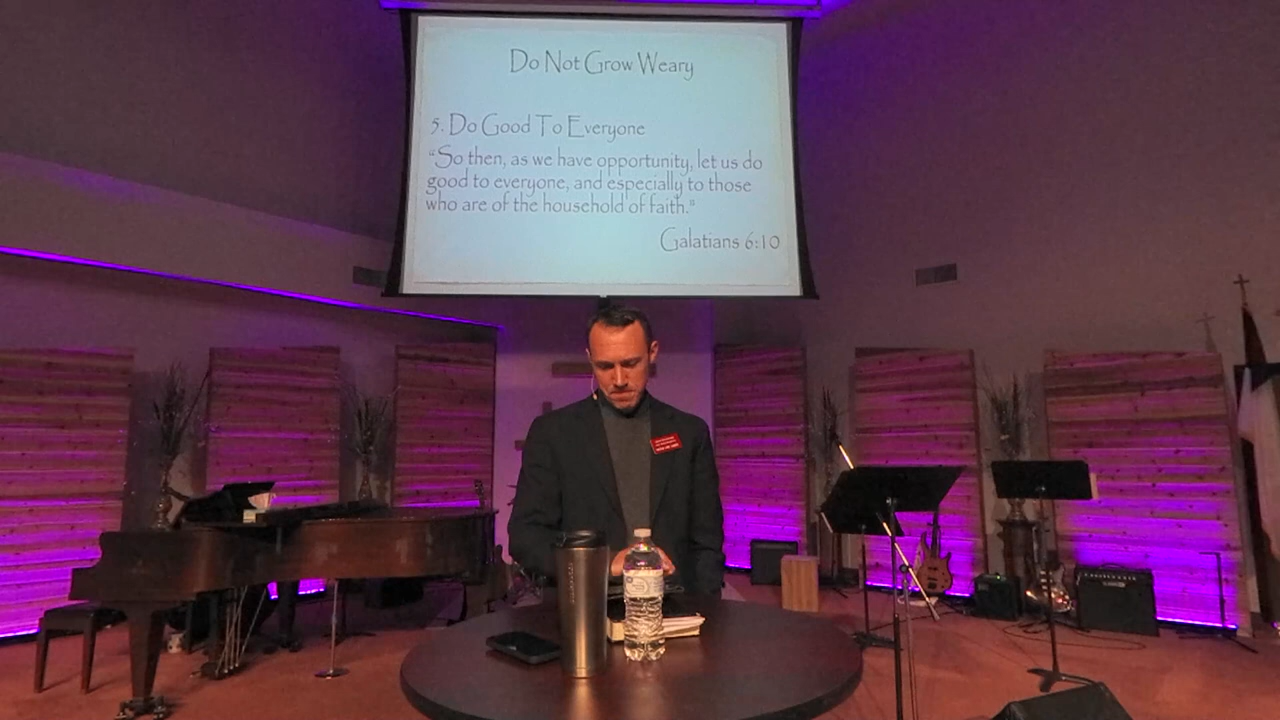 Do Not Grow Weary
5. Do Good To Everyone
“So then, as we have opportunity, let us do
good to everyone, and especially to those
who are of the household of faith.”
Galatians 6:10